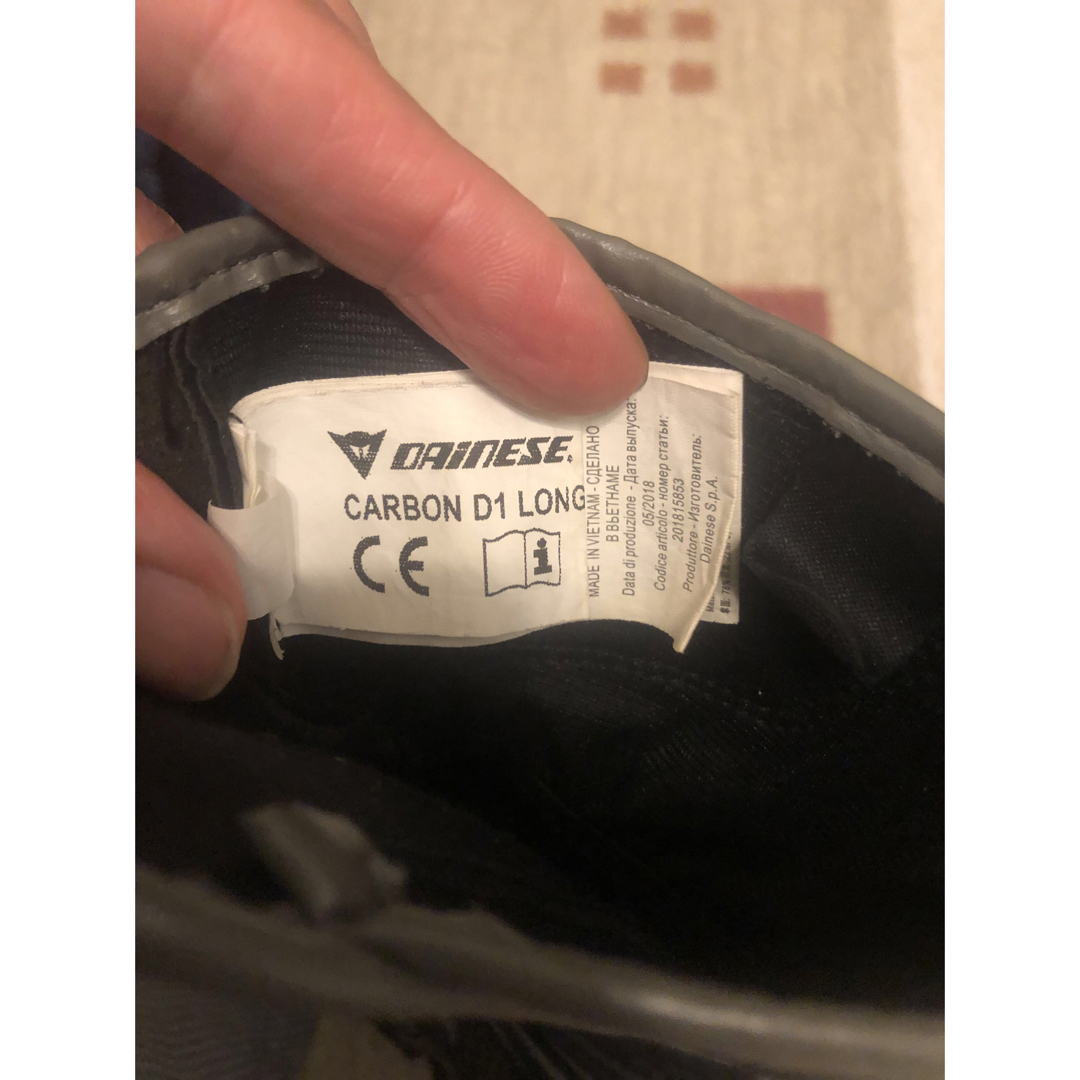 DAINESE
CARBON D1 LONG
CE
i
MADE IN VIETNAM - СДЕЛАНО
В ВЬЕТНАМЕ
Data di produzione - Дата выпуска:
05/2018
Codice articolo - номер статьи:
201815853
Produttore - Изготовитель:
Dainese S.p.A.